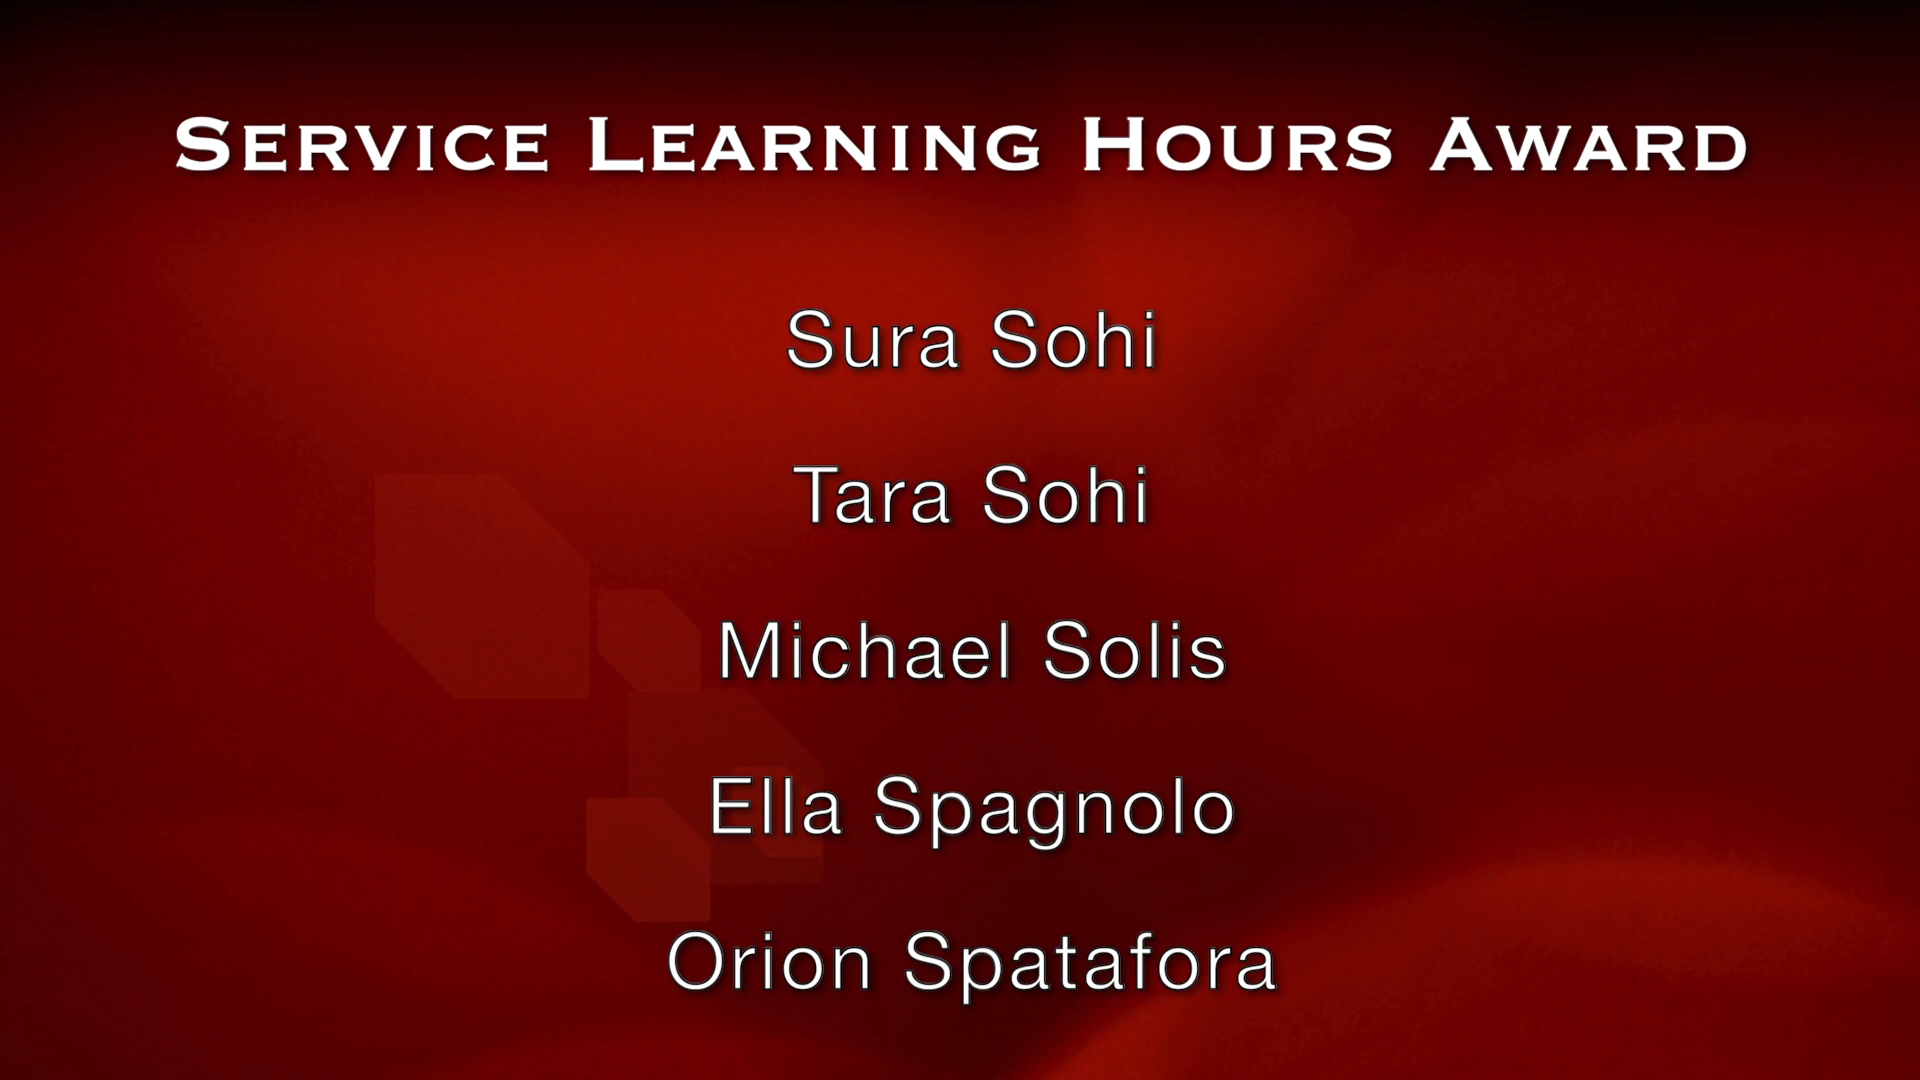 Service Learning Hours Award
Sura Sohi
Tara Sohi
Michael Solis
Ella Spagnolo
Orion Spatafora